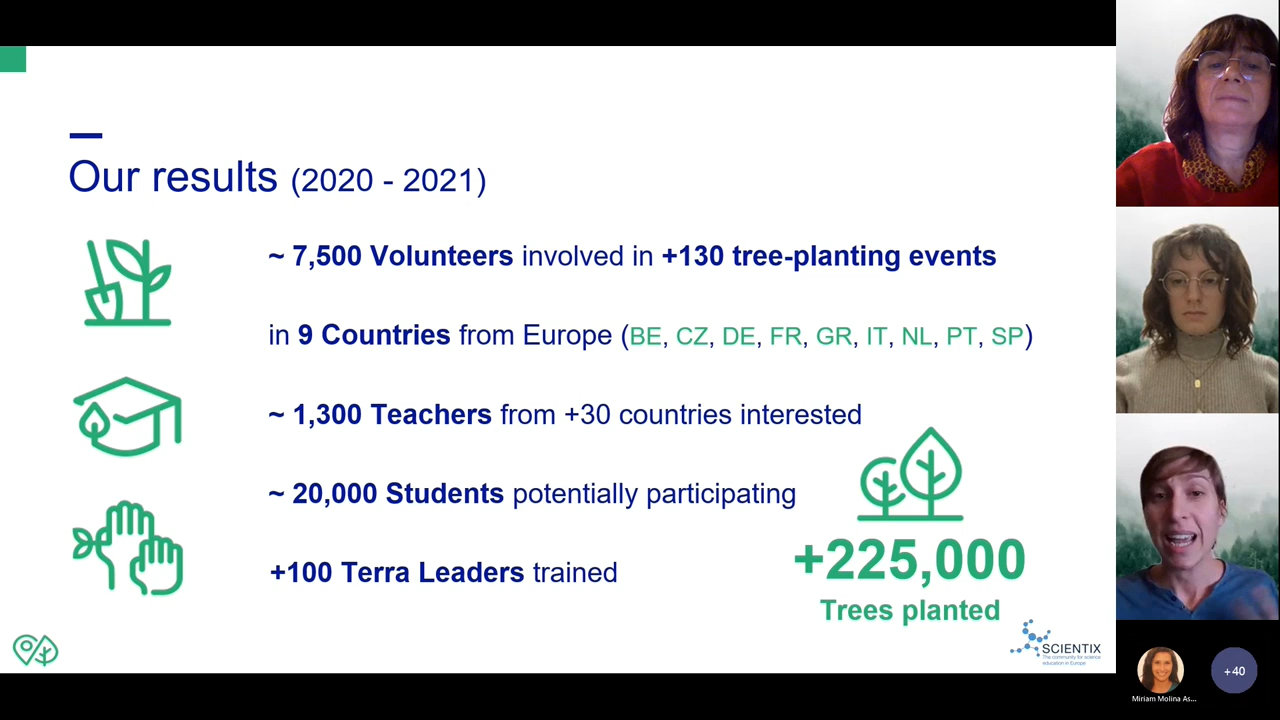 Our results (2020 - 2021)
~ 7,500 Volunteers involved in +130 tree-planting events
in 9 Countries from Europe (BE, CZ, DE, FR, GR, IT, NL, PT, SP)
~ 1,300 Teachers from +30 countries interested
~ 20,000 Students potentially participating
+100 Terra Leaders trained
+225,000
Trees planted
SCIENTIX
The community for science
education in Europe
Miriam Molina As...
+40